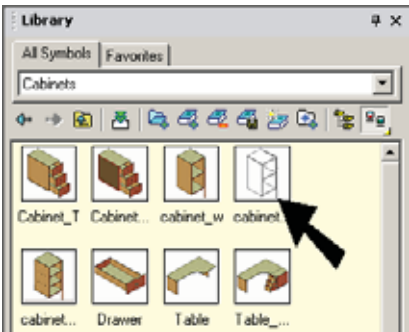 Library
All Symbols Favorites
Cabinets
Cabinet_T Cabinet... cabinet_w cabinet
cabinet... Drawer Table Table_...